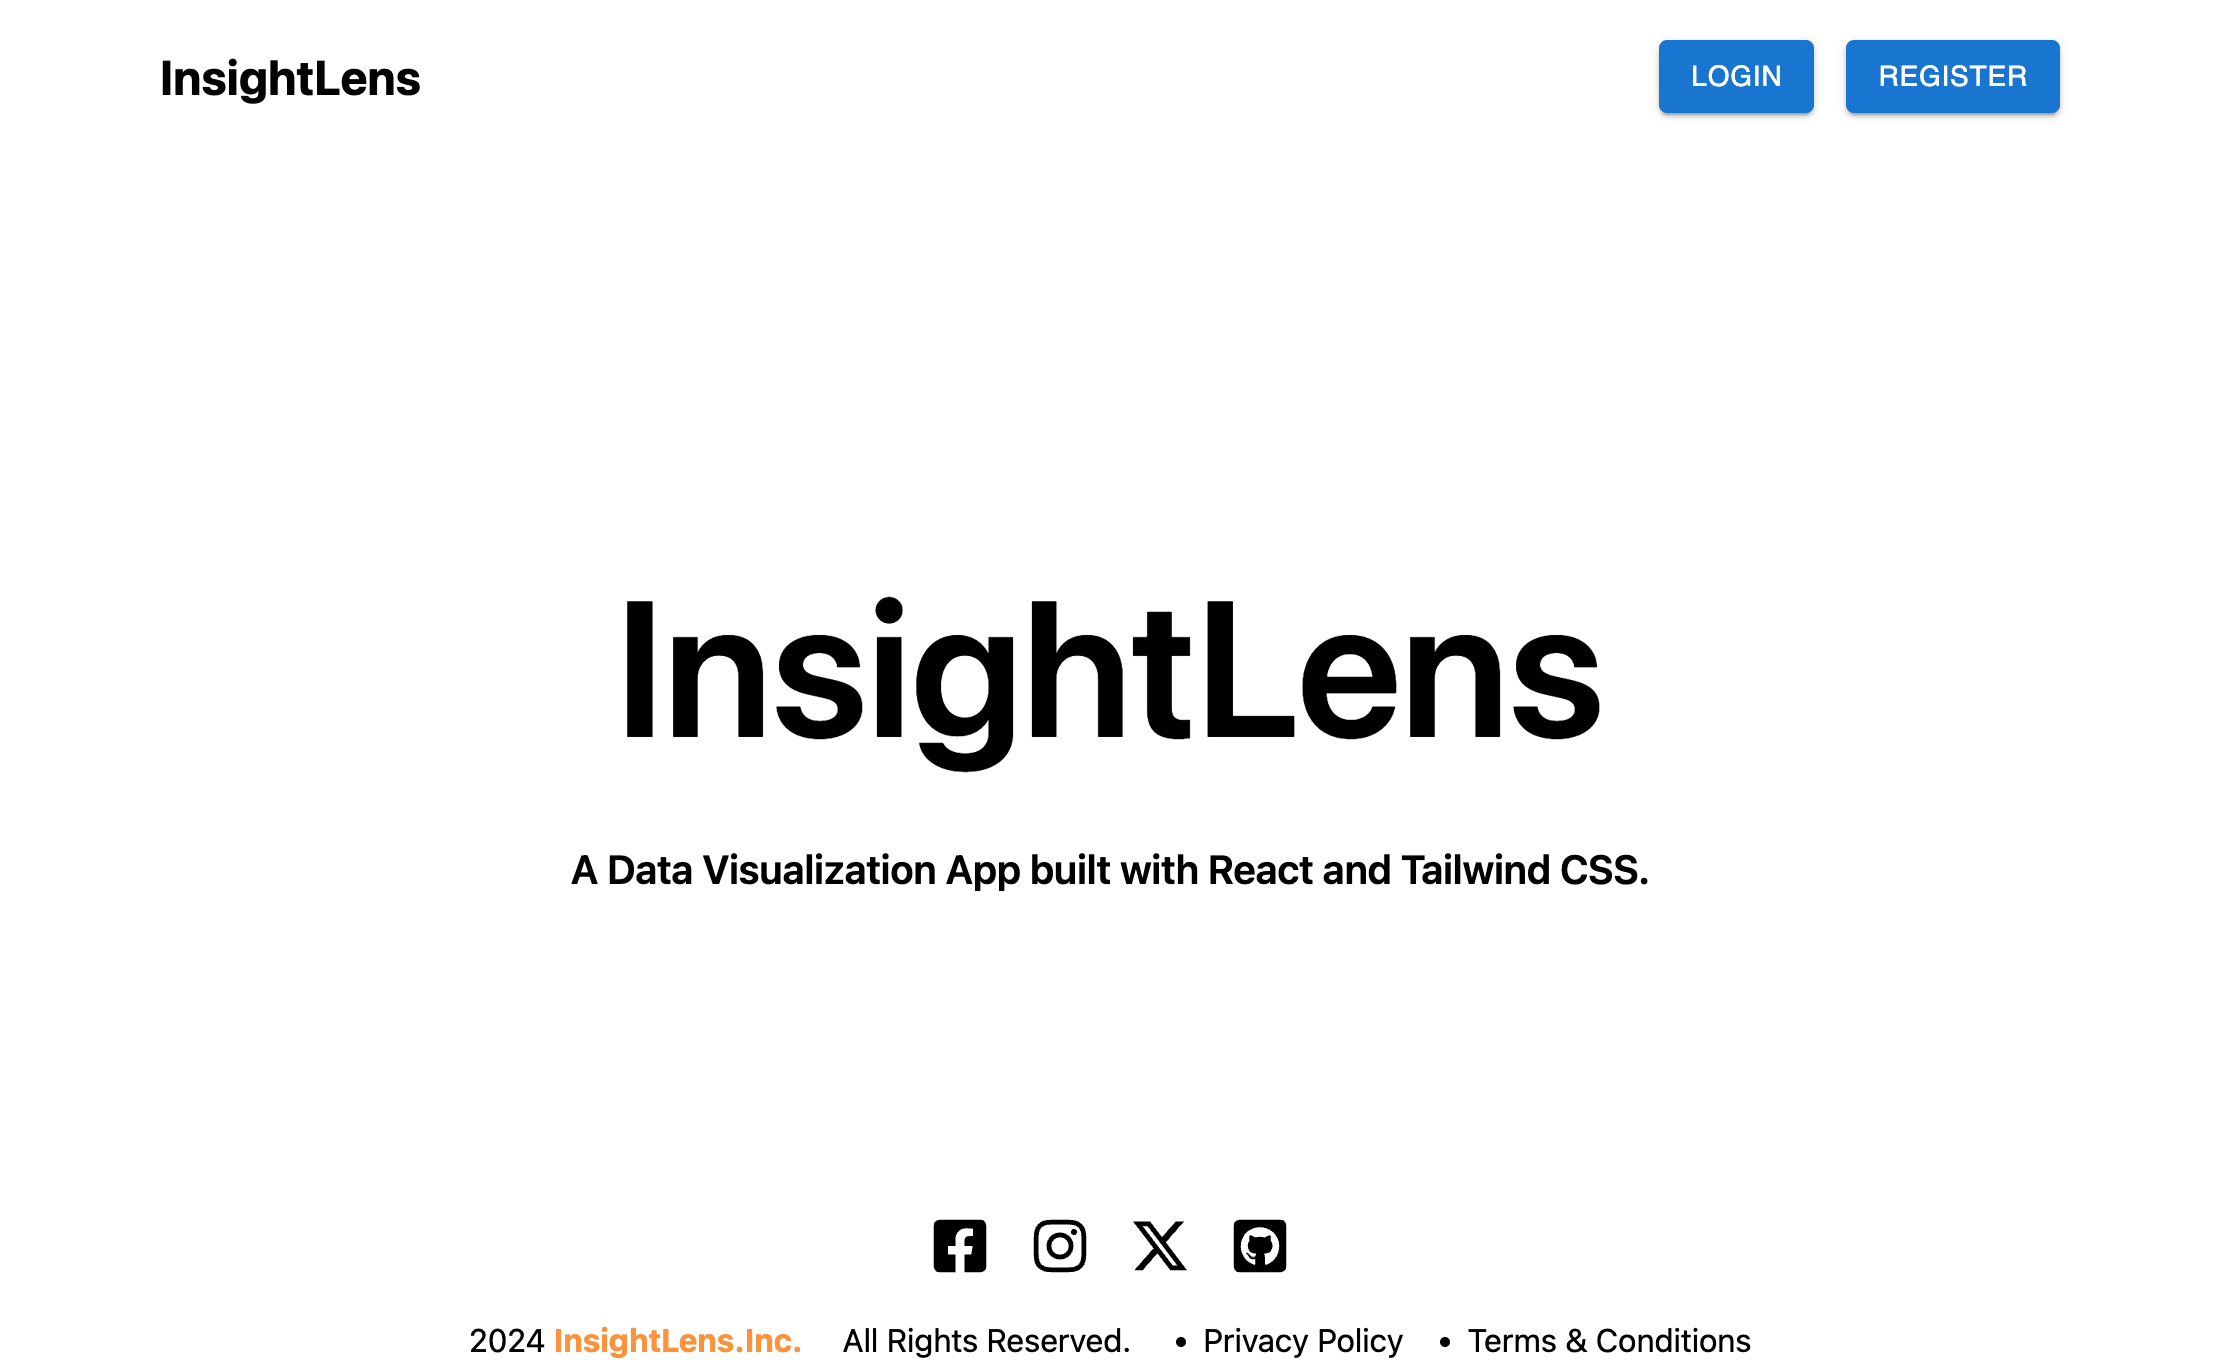 InsightLens LOGIN REGISTER
InsightLens
A Data Visualization App built with React and Tailwind CSS.
2024 InsightLens.Inc. All Rights Reserved. • Privacy Policy • Terms & Conditions